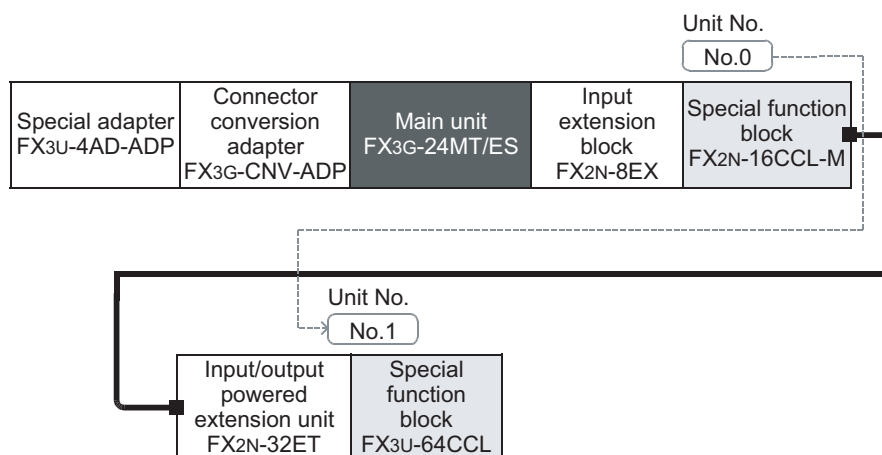 Unit No.
No.0
Special adapter
FX3U-4AD-ADP
Connector
conversion
adapter
FX3G-CNV-ADP
Main unit
FX3G-24MT/ES
Input
extension
block
FX2N-8EX
Special function
block
FX2N-16CCL-M
Unit No.
No.1
Input/output
powered
extension unit
FX2N-32ET
Special
function
block
FX3U-64CCL